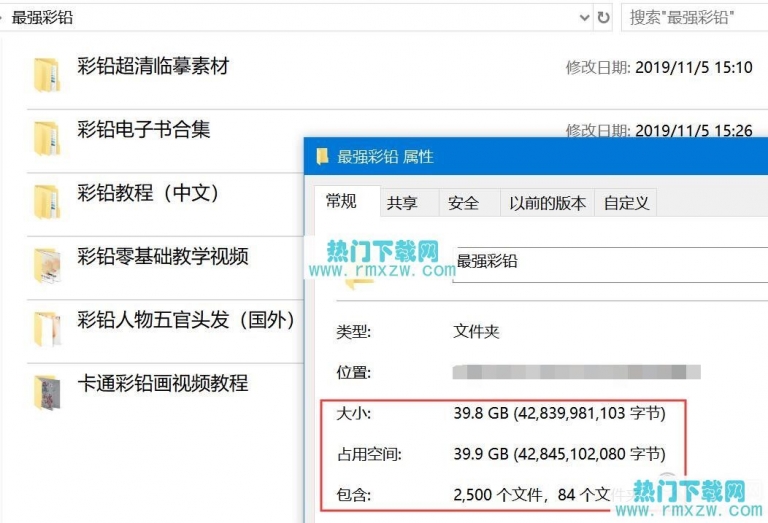 最强彩铅
搜索"最强彩铅"
彩铅超清临摹素材
修改日期: 2019/11/5 15:10
彩铅电子书合集
修改日期: 2019/11/5 15:26
最强彩铅 属性
彩铅教程（中文）
常规 共享 安全 以前的版本 自定义
彩铅零基础教学视频
热门下载网
www.rmxzw.com
最强彩铅
彩铅人物五官头发（国外）
类型: 文件夹
位置:
卡通彩铅画视频教程
大小: 39.8 GB (42,839,981,103 字节)
占用空间: 39.9 GB (42,845,102,080 字节)
包含: 2,500 个文件，84 个文件夹
热门下载网
www.rmxzw.com